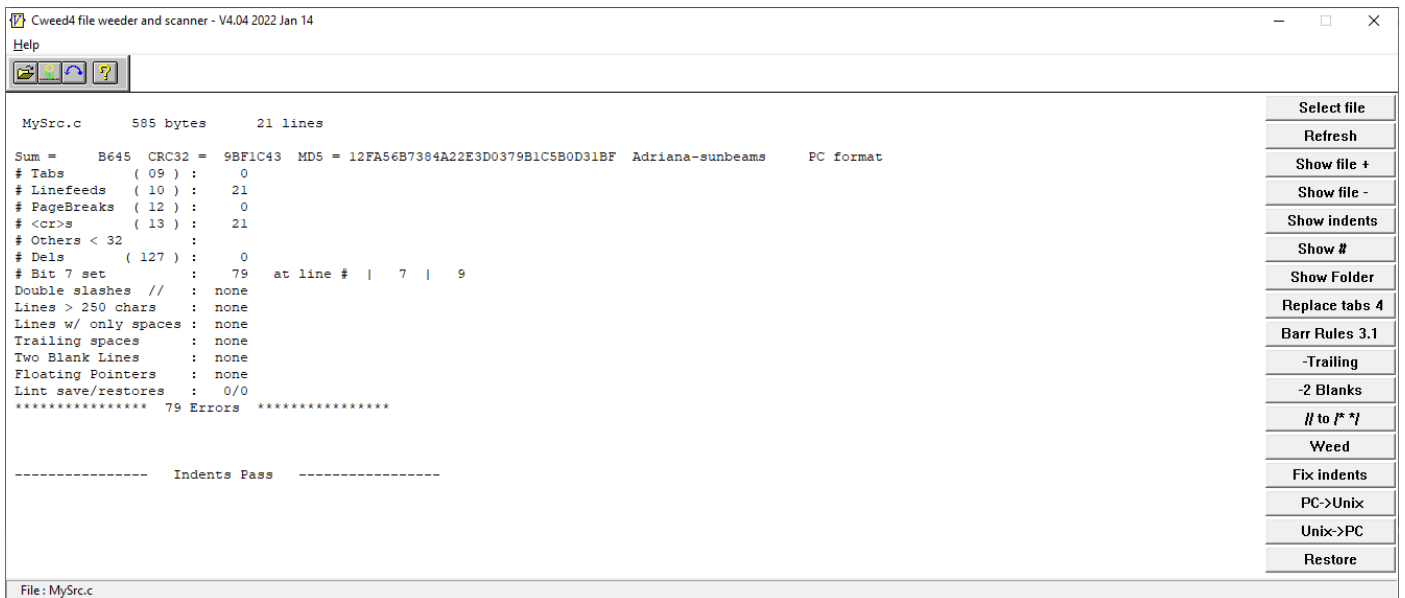 Cweed4 file weeder and scanner - V4.04 2022 Jan 14
Help
MySrc.c 585 bytes 21 lines
Sum = B645 CRC32 = 9BF1C43 MD5 = 12FA56B7384A22E3D0379B1C5B0D31BF Adriana-sunbeams PC format
# Tabs ( 09 ) : 0
# Linefeeds ( 10 ) : 21
# PageBreaks ( 12 ) : 0
# <cr>s ( 13 ) : 21
# Others < 32 :
# Dels ( 127 ) : 0
# Bit 7 set : 79 at line # | 7 | 9
Double slashes // : none
Lines > 250 chars : none
Lines w/ only spaces : none
Trailing spaces : none
Two Blank Lines : none
Floating Pointers : none
Lint save/restores : 0/0
**************** 79 Errors ****************
---------------- Indents Pass -----------------
Select file
Refresh
Show file +
Show file -
Show indents
Show #
Show Folder
Replace tabs 4
Barr Rules 3.1
-Trailing
-2 Blanks
// to /* */
Weed
Fix indents
PC->Unix
Unix->PC
Restore
File : MySrc.c